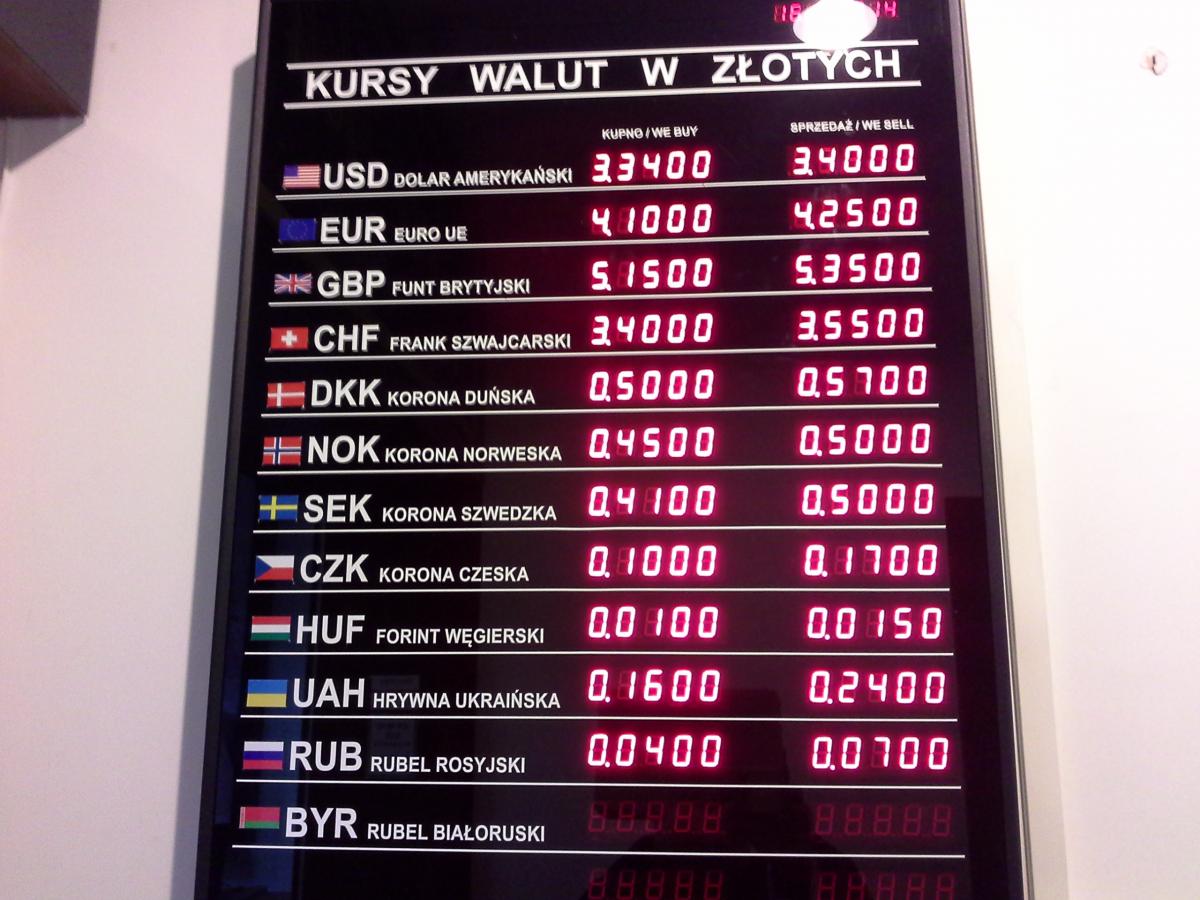 KURSY WALUT W ZŁOTYCH
KUPNO / WE BUY SPRZEDAŻ / WE SELL
USD DOLAR AMERYKAŃSKI 3.3400 3.4000
EUR EURO UE 4.1000 4.2500
GBP FUNT BRYTYJSKI 5.1500 5.3500
CHF FRANK SZWAJCARSKI 3.4000 3.5500
DKK KORONA DUŃSKA 0.5000 0.5700
NOK KORONA NORWESKA 0.4500 0.5000
SEK KORONA SZWEDZKA 0.4100 0.5000
CZK KORONA CZESKA 0.1000 0.1700
HUF FORINT WĘGIERSKI 0.0100 0.0150
UAH HRYWNA UKRAIŃSKA 0.1600 0.2400
RUB RUBEL ROSYJSKI 0.0400 0.0700
BYR RUBEL BIAŁORUSKI